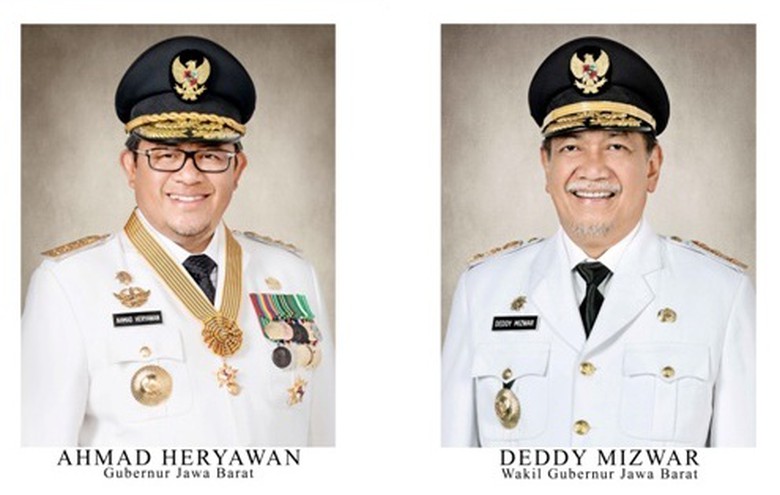 AHMAD HERYAWAN
DEDDY MIZWAR
AHMAD HERYAWAN
Gubernur Jawa Barat
DEDDY MIZWAR
Wakil Gubernur Jawa Barat